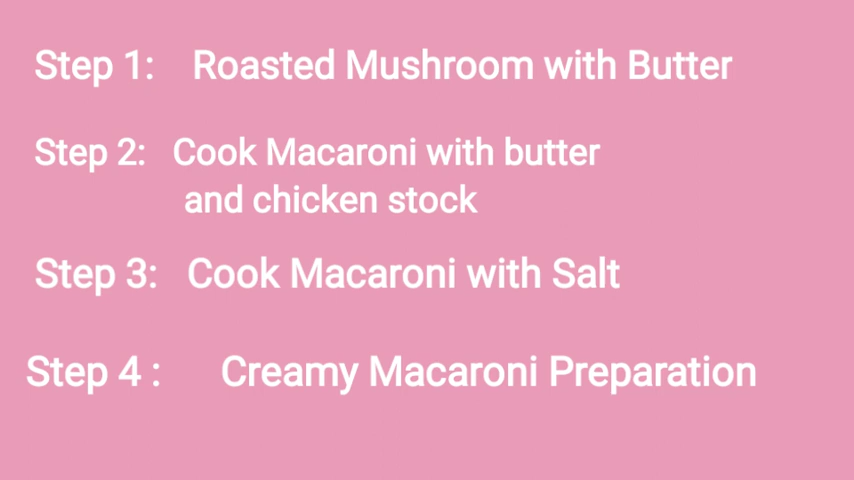 Step 1: Roasted Mushroom with Butter
Step 2: Cook Macaroni with butter
and chicken stock
Step 3: Cook Macaroni with Salt
Step 4 : Creamy Macaroni Preparation